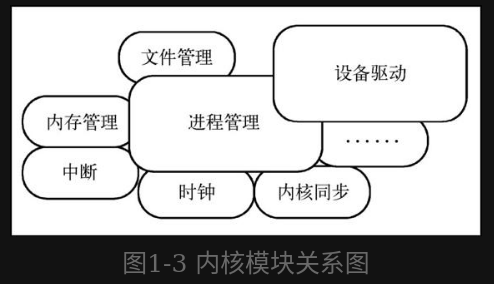 文件管理
设备驱动
内存管理
进程管理
······
中断
时钟
内核同步
图1-3 内核模块关系图